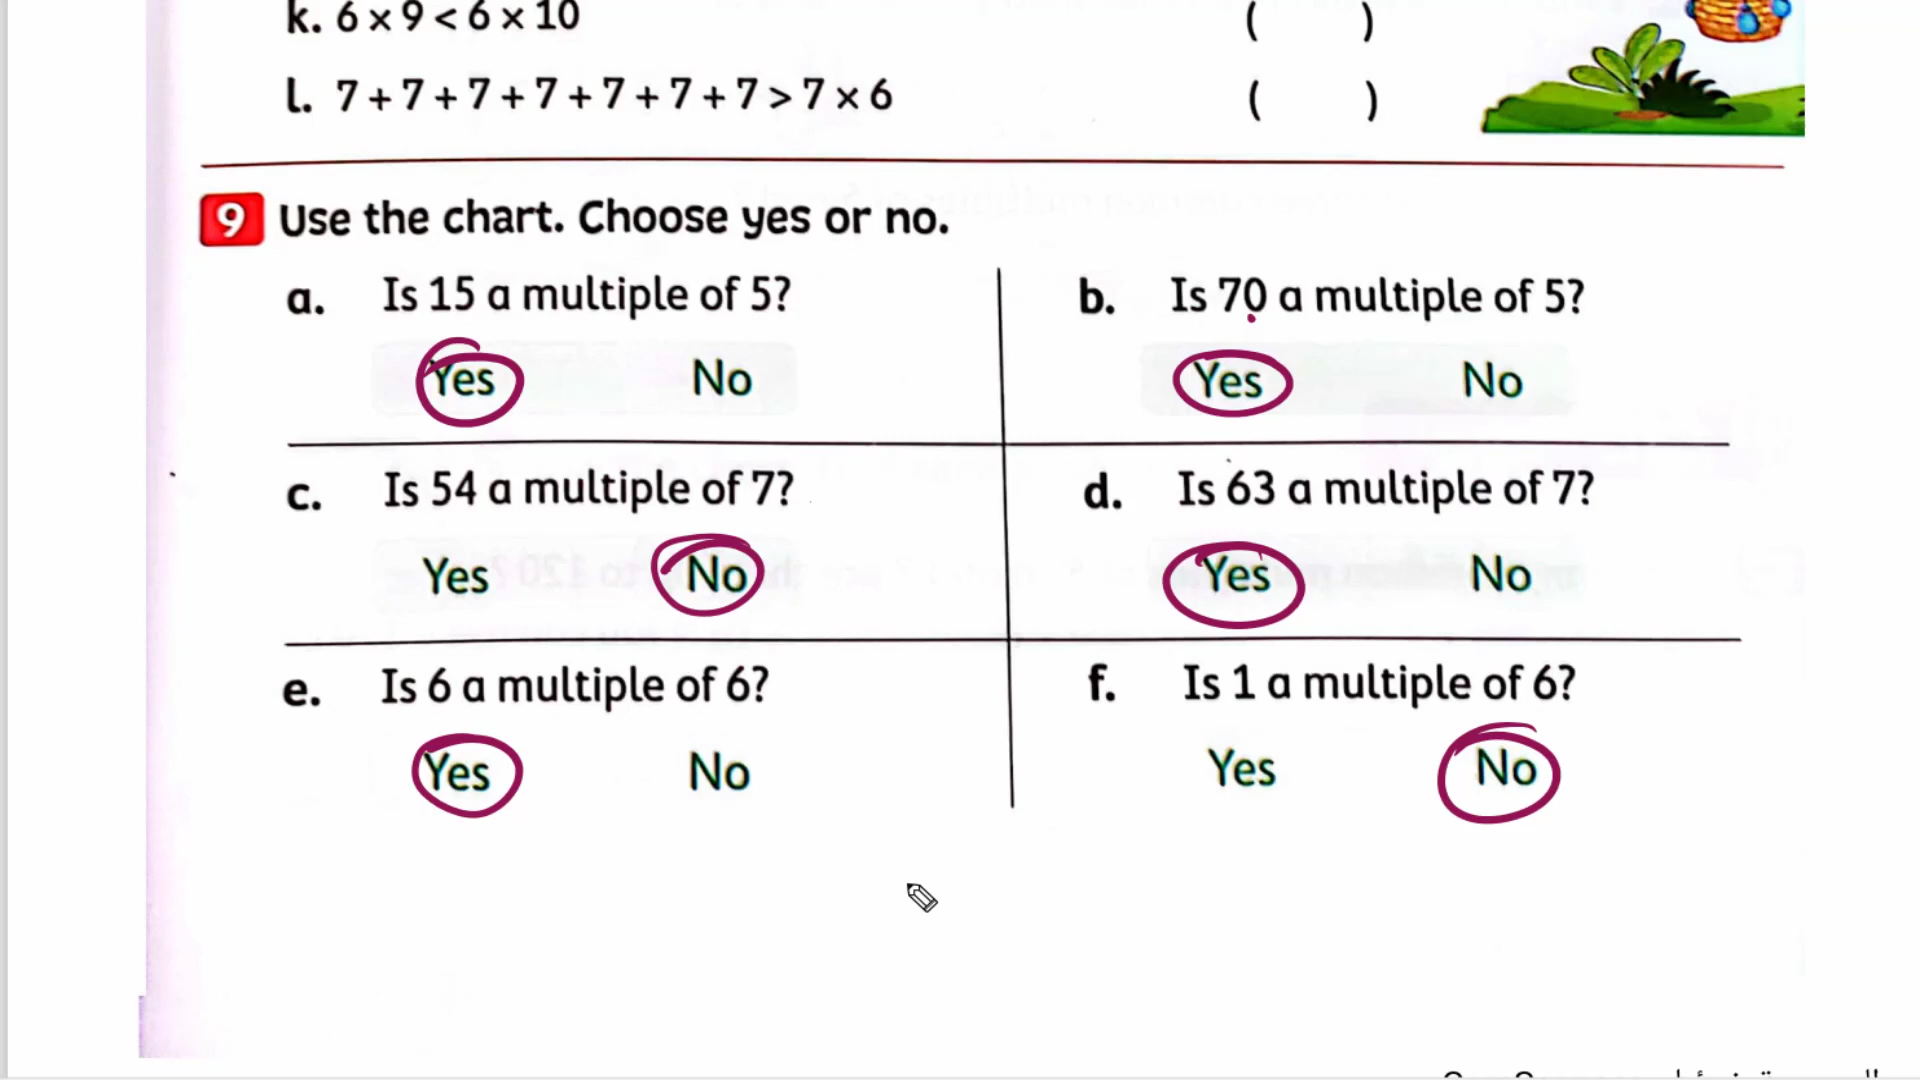 k. 6 × 9 < 6 × 10 ( )
l. 7 + 7 + 7 + 7 + 7 + 7 + 7 > 7 × 6 ( )
9 Use the chart. Choose yes or no.
a. Is 15 a multiple of 5?
Yes No
b. Is 70 a multiple of 5?
Yes No
c. Is 54 a multiple of 7?
Yes No
d. Is 63 a multiple of 7?
Yes No
e. Is 6 a multiple of 6?
Yes No
f. Is 1 a multiple of 6?
Yes No